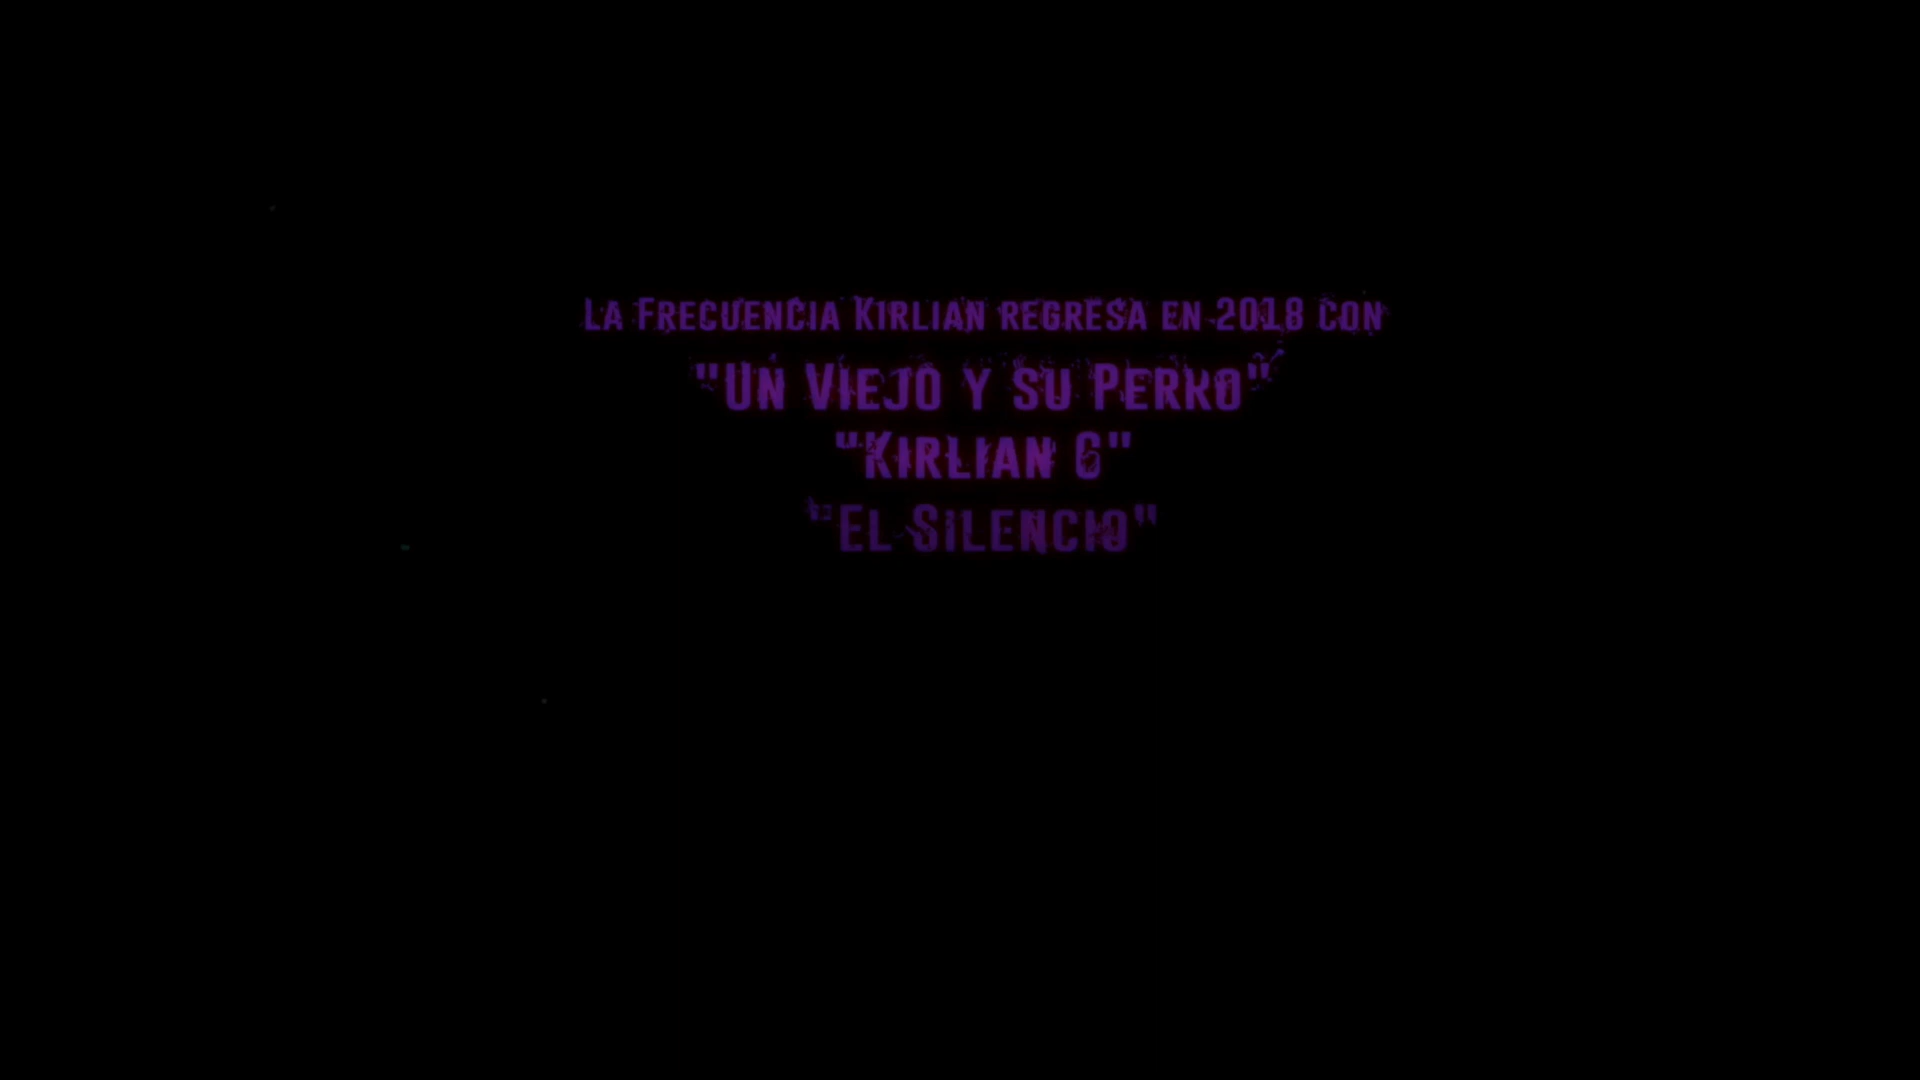 La Frecuencia Kirlian regresa en 2018 con
"Un Viejo y su Perro"
"Kirlian 6"
"El Silencio"